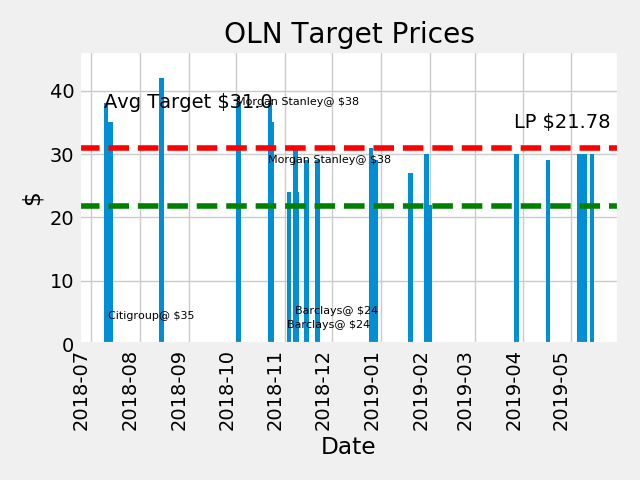 OLN Target Prices
$
40
30
20
10
0
Avg Target $31.0
Morgan Stanley@ $38
LP $21.78
Morgan Stanley@ $38
Citigroup@ $35
Barclays@ $24
Barclays@ $24
2018-07
2018-08
2018-09
2018-10
2018-11
2018-12
2019-01
2019-02
2019-03
2019-04
2019-05
Date